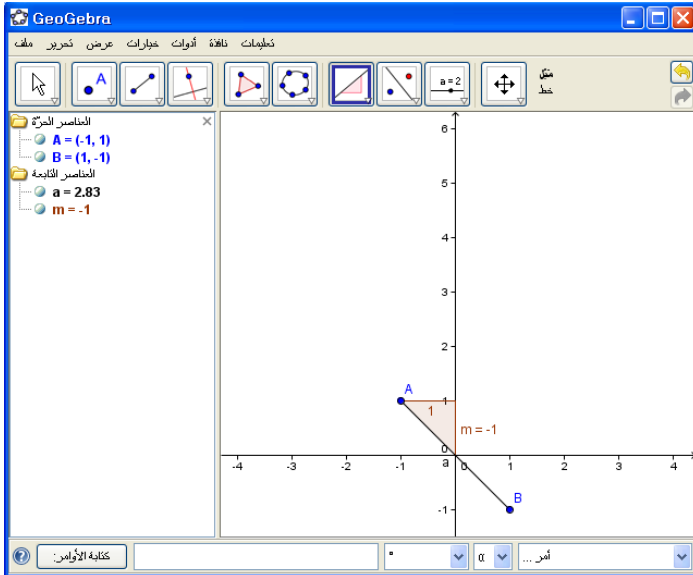 GeoGebra
ملف تحرير عرض خيارات أدوات نافذة تعليمات
A
a = 2
خط
العناصر الحرّة
A = (-1, 1)
B = (1, -1)
العناصر التابعة
a = 2.83
m = -1
6
5
4
3
2
A
1
1
m = -1
0
a
-4 -3 -2 -1 0 1 2 3 4
B
-1
كتابة الأوامر:
°
α
أمر ...